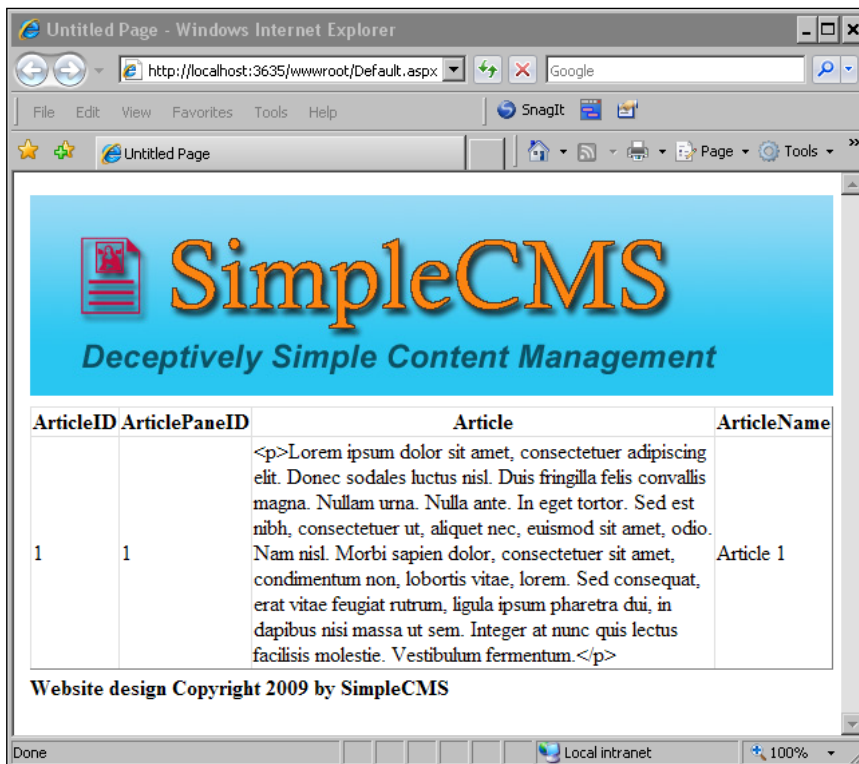 Untitled Page - Windows Internet Explorer
http://localhost:3635/wwwroot/Default.aspx
Google
File Edit View Favorites Tools Help
SnagIt
Untitled Page
Page
Tools
SimpleCMS
Deceptively Simple Content Management
ArticleID ArticlePaneID Article ArticleName
<p>Lorem ipsum dolor sit amet, consectetuer adipiscing
elit. Donec sodales luctus nisl. Duis fringilla felis convallis
magna. Nullam urna. Nulla ante. In eget tortor. Sed est
nibh, consectetuer ut, aliquet nec, euismod sit amet, odio.
1 1 Nam nisl. Morbi sapien dolor, consectetuer sit amet, Article 1
condimentum non, lobortis vitae, lorem. Sed consequat,
erat vitae feugiat rutrum, ligula ipsum pharetra dui, in
dapibus nisi massa ut sem. Integer at nunc quis lectus
facilisis molestie. Vestibulum fermentum.</p>
Website design Copyright 2009 by SimpleCMS
Done
Local intranet
100%